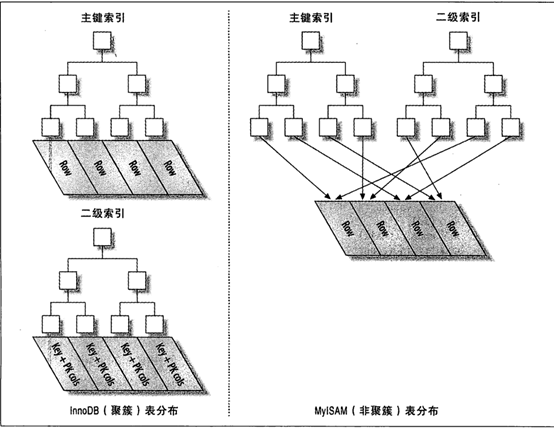 主键索引
Row
Row
Row
Row
二级索引
Key + PK cols
Key + PK cols
Key + PK cols
Key + PK cols
InnoDB（聚簇）表分布
主键索引
二级索引
Row
Row
Row
Row
MyISAM（非聚簇）表分布